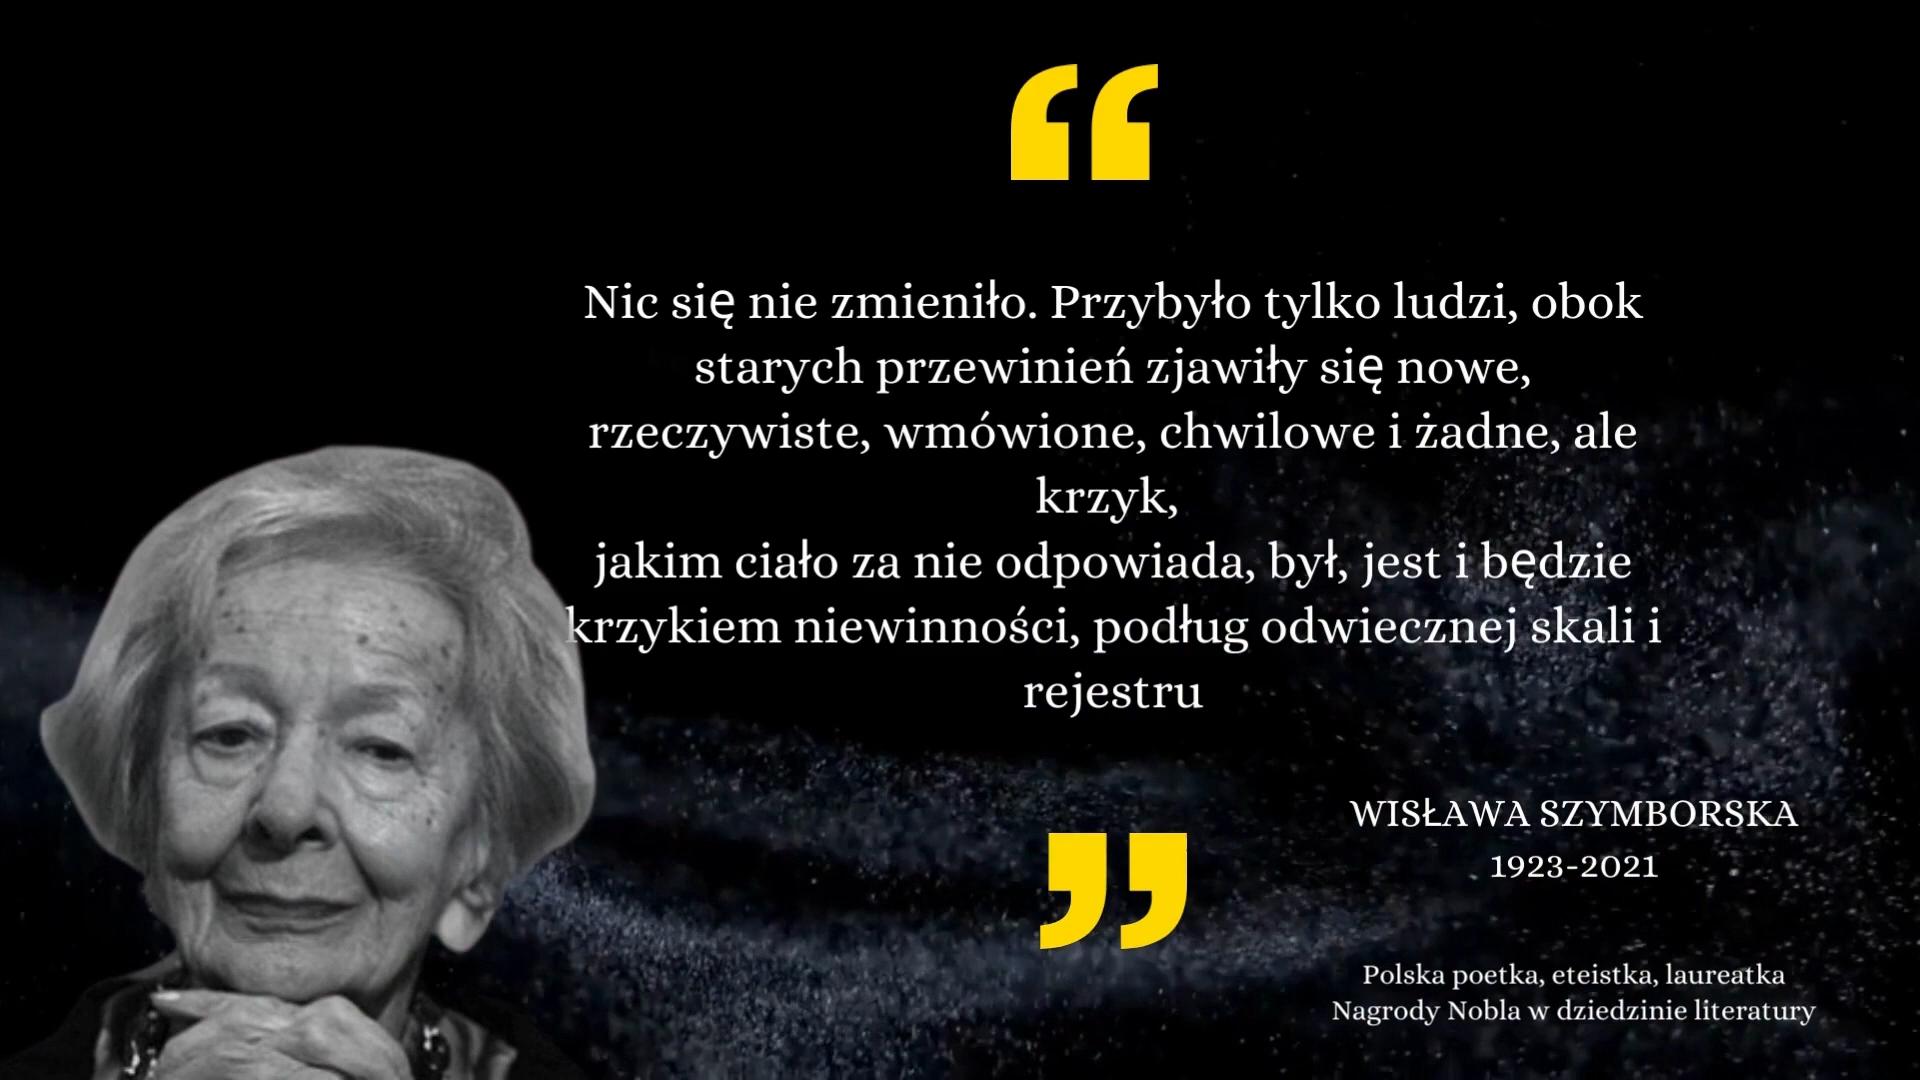 “
Nic się nie zmieniło. Przybyło tylko ludzi, obok
starych przewinień zjawiły się nowe,
rzeczywiste, wmówione, chwilowe i żadne, ale
krzyk,
jakim ciało za nie odpowiada, był, jest i będzie
krzykiem niewinności, podług odwiecznej skali i
rejestru
”
WISŁAWA SZYMBORSKA
1923-2021
Polska poetka, eteistka, laureatka
Nagrody Nobla w dziedzinie literatury